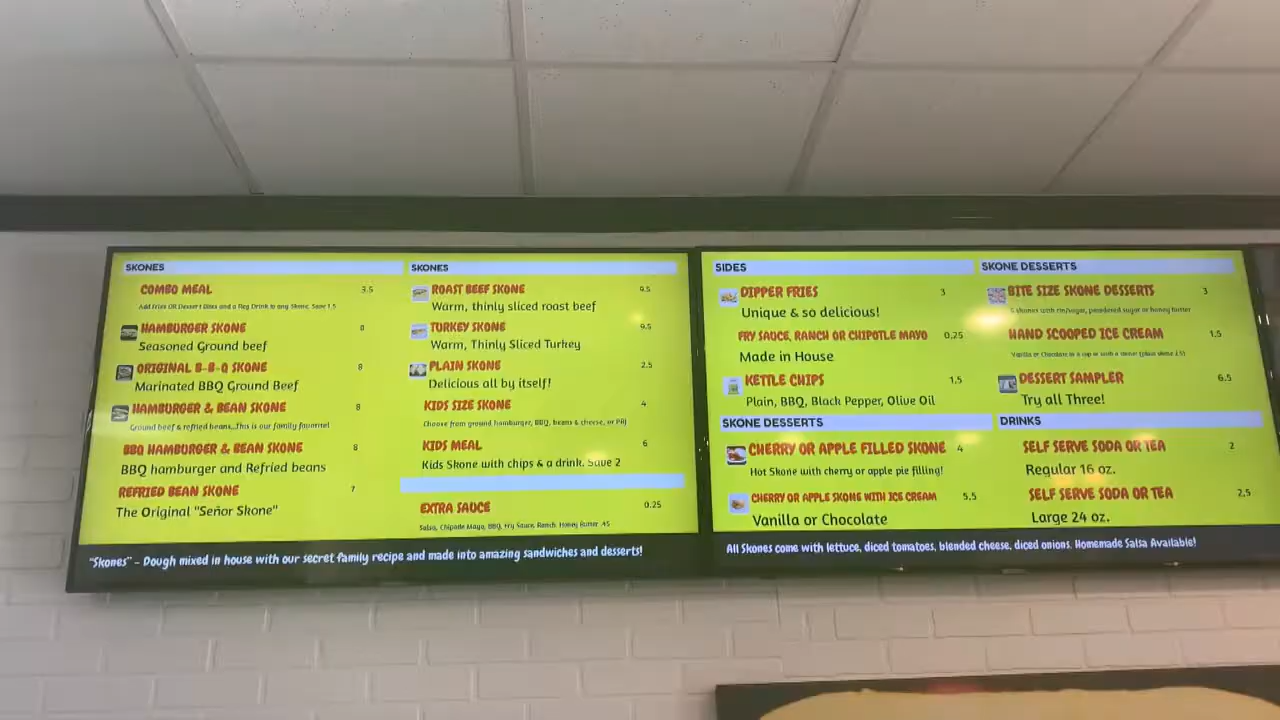 SKONES
COMBO MEAL 3.5
Add Fries OR Dessert Bites and a Reg Drink to any Skone, Save 1.5
HAMBURGER SKONE 8
Seasoned Ground beef
ORIGINAL B-B-Q SKONE 8
Marinated BBQ Ground Beef
HAMBURGER & BEAN SKONE 8
Ground beef & refried beans...This is our family favorite!
BBQ HAMBURGER & BEAN SKONE 8
BBQ hamburger and Refried beans
REFRIED BEAN SKONE 7
The Original "Señor Skone"
SKONES
ROAST BEEF SKONE 9.5
Warm, thinly sliced roast beef
TURKEY SKONE 9.5
Warm, Thinly Sliced Turkey
PLAIN SKONE 2.5
Delicious all by itself!
KIDS SIZE SKONE 4
Choose from ground hamburger, BBQ, beans & cheese, or PBJ
KIDS MEAL 6
Kids Skone with chips & a drink. Save 2
EXTRA SAUCE 0.25
Salsa, Chipotle Mayo, BBQ, Fry Sauce, Ranch. Honey Butter .45
"Skones" - Dough mixed in house with our secret family recipe and made into amazing sandwiches and desserts!
SIDES
DIPPER FRIES 3
Unique & so delicious!
FRY SAUCE, RANCH OR CHIPOTLE MAYO 0.25
Made in House
KETTLE CHIPS 1.5
Plain, BBQ, Black Pepper, Olive Oil
SKONE DESSERTS
CHERRY OR APPLE FILLED SKONE 4
Hot Skone with cherry or apple pie filling!
CHERRY OR APPLE SKONE WITH ICE CREAM 5.5
Vanilla or Chocolate
SKONE DESSERTS
BITE SIZE SKONE DESSERTS 3
5 skones with cin/sugar, powdered sugar or honey butter
HAND SCOOPED ICE CREAM 1.5
Vanilla or Chocolate in a cup or with a skone!
DESSERT SAMPLER 6.5
Try all Three!
DRINKS
SELF SERVE SODA OR TEA 2
Regular 16 oz.
SELF SERVE SODA OR TEA 2.5
Large 24 oz.
All Skones come with lettuce, diced tomatoes, blended cheese, diced onions. Homemade Salsa Available!